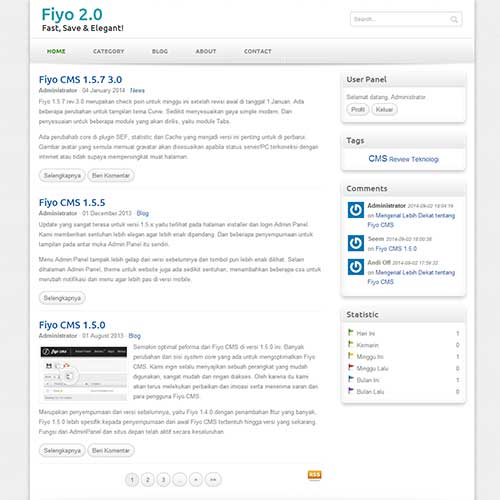 Fiyo 2.0
Fast, Save & Elegant!
Search...
HOME CATEGORY BLOG ABOUT CONTACT
Fiyo CMS 1.5.7 3.0
Administrator · 04 January 2014 · News
Fiyo 1.5.7 rev.3.0 merupakan check poin untuk minggu ini setelah revisi awal di tanggal 1 Januari. Ada
beberapa perubahan untuk tampilan tema Curve. Sedikit menyesuaikan gaya simple modern. Dan
penyesuaian untuk beberapa module yang akan dirilis, yaitu module Tabs.
Ada perubahab core di plugin SEF, statistic dan Cache yang menjadi versi ini penting untuk di perbarui.
Gambar avatar yang semula memuat gravatar akan disesuaikan apabila status server/PC terkoneksi dengan
internet atau tidak supaya mempersingkat muat halaman.
Selengkapnya Beri Komentar
Fiyo CMS 1.5.5
Administrator · 01 December 2013 · Blog
Update yang sangat terasa untuk versi 1.5.x yaitu terlihat pada halaman installer dan login Admin Panel.
Kami memberikan sentuhan lebih elegan agar lebih enak dipandang. Dan beberapa penyempurnaan untuk
tampilan pada antar muka Admin Panel itu sendiri.
Menu Admin Panel tampak lebih gelap dari versi sebelumnya dan tombol pun lebih enak dilihat. Selain
dihalaman Admin Panel, theme untuk website juga ada sedikit sentuhan, menambahkan beberapa css untuk
merubah notifikasi dan menu agar lebih pas di versi mobile.
Selengkapnya
Fiyo CMS 1.5.0
Administrator · 01 August 2013 · Blog
Semakin optimal peforma dari Fiyo CMS di versi 1.5.0 ini. Banyak
perubahan dari sisi system core yang ada untuk mengoptimalkan Fiyo
CMS. Kami ingin selalu menyajikan sebuah perangkat yang mudah
digunakan, sangat mudah dan ringan diakses. Oleh karena itu kami
akan terus melakukan perbaikan dan inovasi serta menerima saran dari
para pengguna Fiyo CMS.
Merupakan penyempurnaan dari versi sebelumnya, yaitu Fiyo 1.4.0 dengan penambahan fitur yang banyak.
Fiyo 1.5.0 lebih spesifik kepada penyempurnaan dari awal Fiyo CMS terbentuk hingga versi yang sekarang.
Fungsi dari AdminPanel dan situs depan telah aktif secara keseluruhan.
Selengkapnya Beri Komentar
1 2 3 ... » »»
RSS
User Panel
Selamat datang, Administrator
Profil Keluar
Tags
CMS Review Teknologi
Comments
Administrator 2014-09-02 18:04:19
on Mengenal Lebih Dekat tentang
Fiyo CMS
Seem 2014-09-02 18:00:38
on Fiyo CMS 1.5.0
Andi Off
on Mengenal Lebih Dekat tentang
Fiyo CMS
Statistic
Hari Ini 1
Kemarin 0
Minggu Ini 0
Minggu Lalu 0
Bulan Ini 1
Bulan Lalu 0